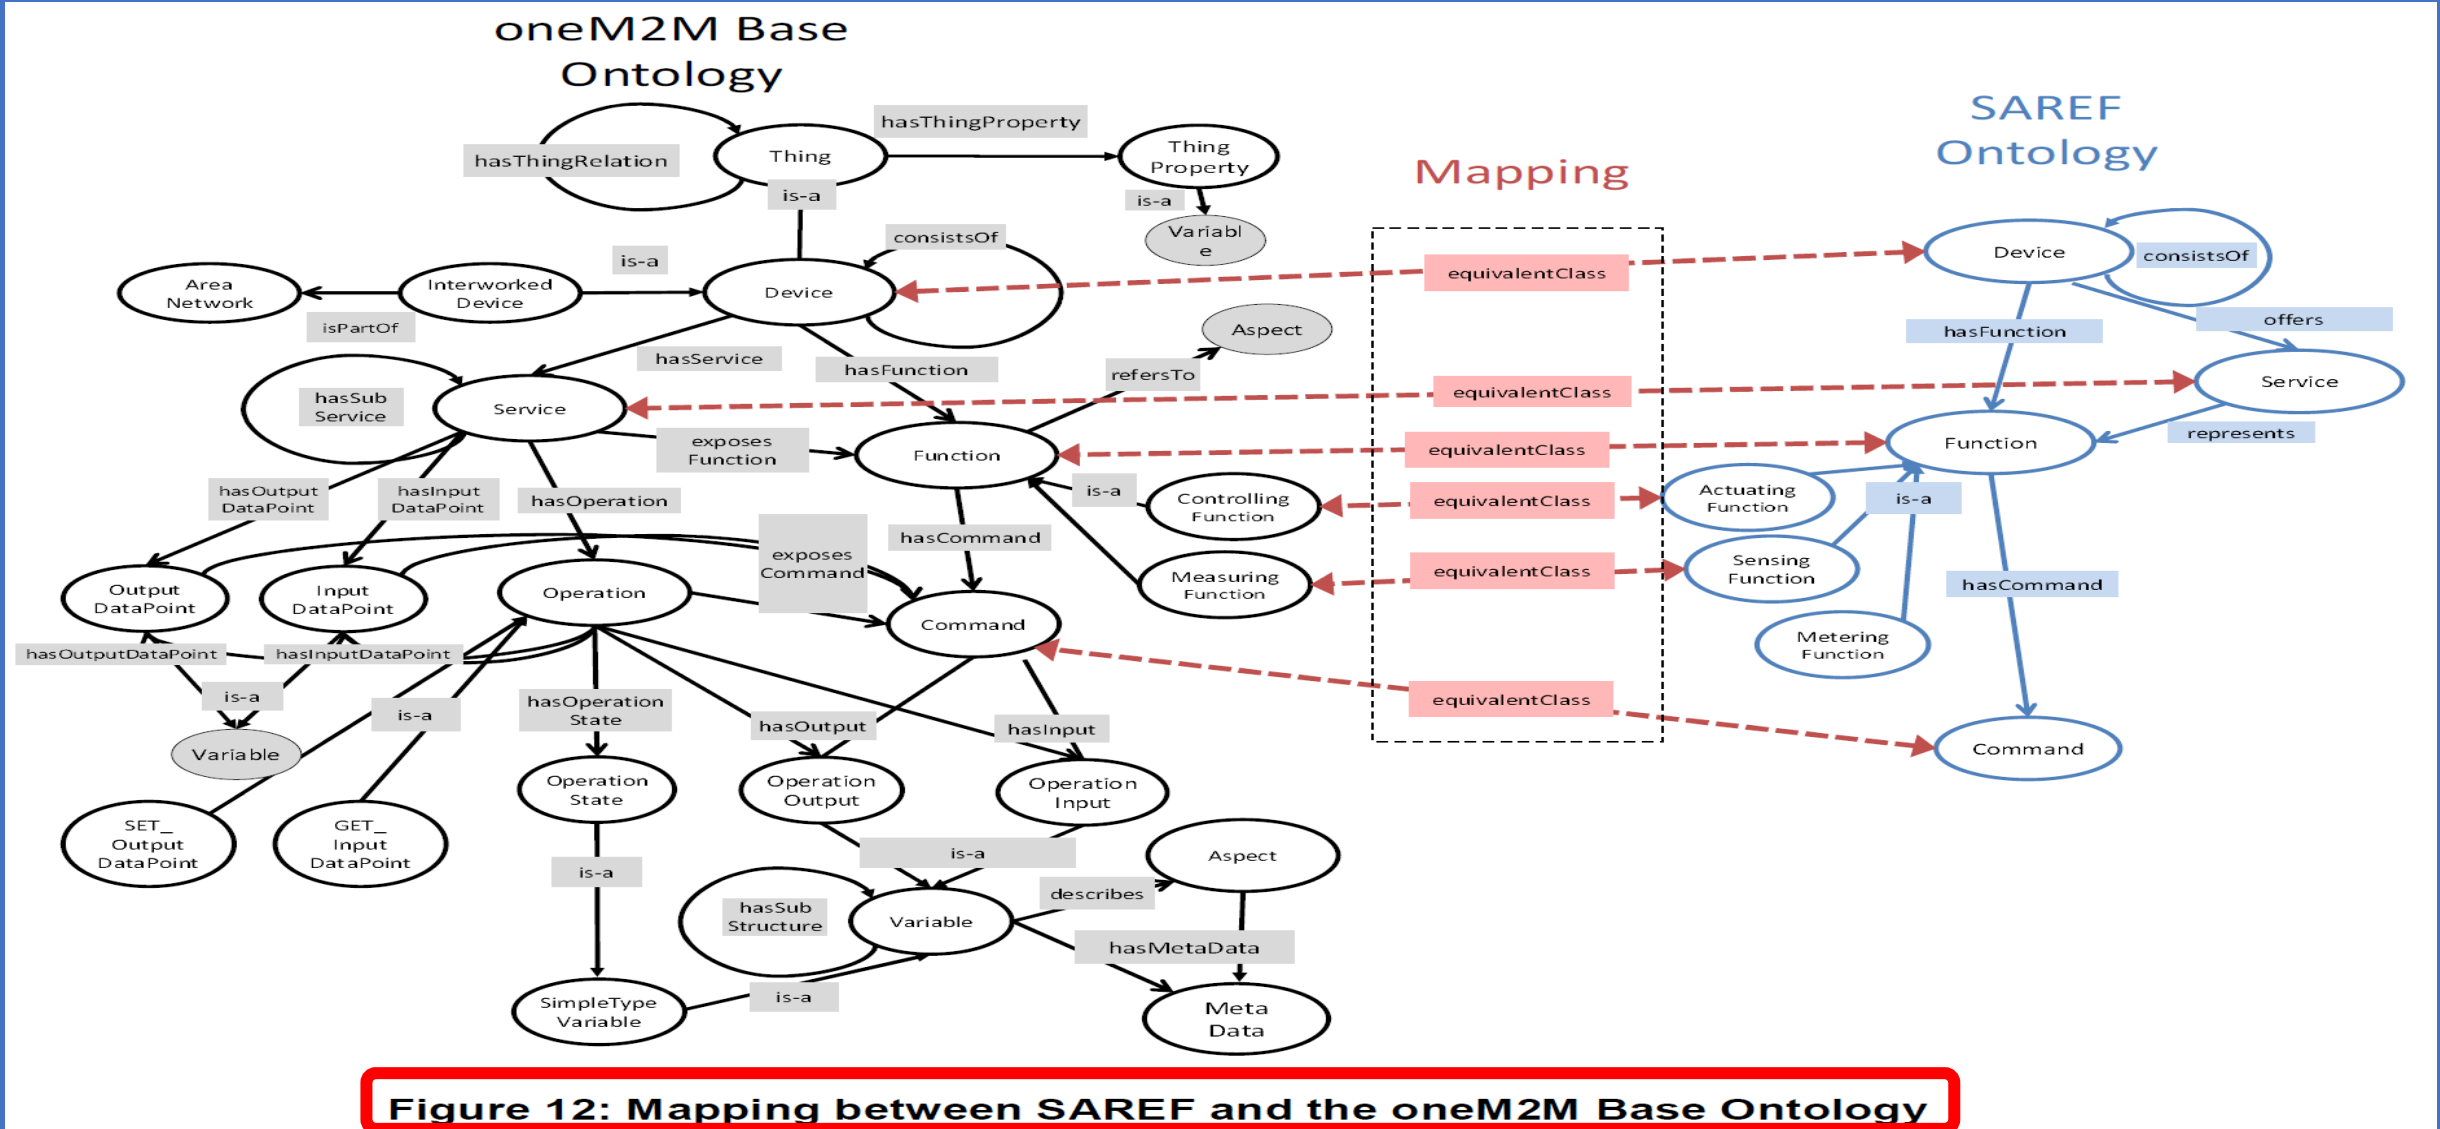 oneM2M Base
Ontology
SAREF
Ontology
Mapping
hasThingProperty
hasThingRelation
Thing
Thing
Property
is-a
is-a
Variabl
e
consistsOf
is-a
Area
Network
Interworked
Device
Device
isPartOf
equivalentClass
Device
consistsOf
hasFunction
offers
Aspect
hasService
hasFunction
refersTo
hasSub
Service
Service
equivalentClass
Service
exposes
Function
Function
equivalentClass
Function
represents
hasOutput
DataPoint
hasInput
DataPoint
hasOperation
is-a
Controlling
Function
equivalentClass
Actuating
Function
is-a
hasCommand
exposes
Command
Output
DataPoint
Input
DataPoint
Operation
Measuring
Function
equivalentClass
Sensing
Function
hasCommand
Command
Metering
Function
hasOutputDataPoint
hasInputDataPoint
is-a
is-a
hasOperation
State
hasOutput
hasInput
equivalentClass
Command
Variable
Operation
State
Operation
Output
Operation
Input
SET_
Output
DataPoint
GET_
Input
DataPoint
is-a
is-a
Aspect
describes
hasSub
Structure
Variable
hasMetaData
is-a
SimpleType
Variable
Meta
Data
Figure 12: Mapping between SAREF and the oneM2M Base Ontology